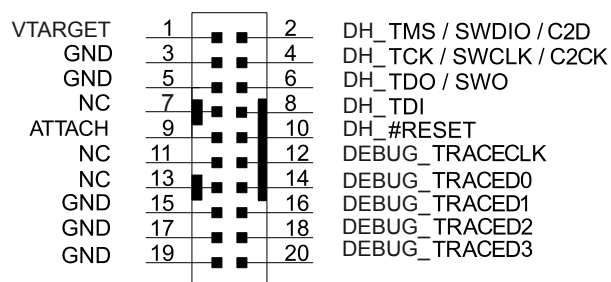 VTARGET 1 2 DH_TMS / SWDIO / C2D
GND 3 4 DH_TCK / SWCLK / C2CK
GND 5 6 DH_TDO / SWO
NC 7 8 DH_TDI
ATTACH 9 10 DH_#RESET
NC 11 12 DEBUG_TRACECLK
NC 13 14 DEBUG_TRACED0
GND 15 16 DEBUG_TRACED1
GND 17 18 DEBUG_TRACED2
GND 19 20 DEBUG_TRACED3